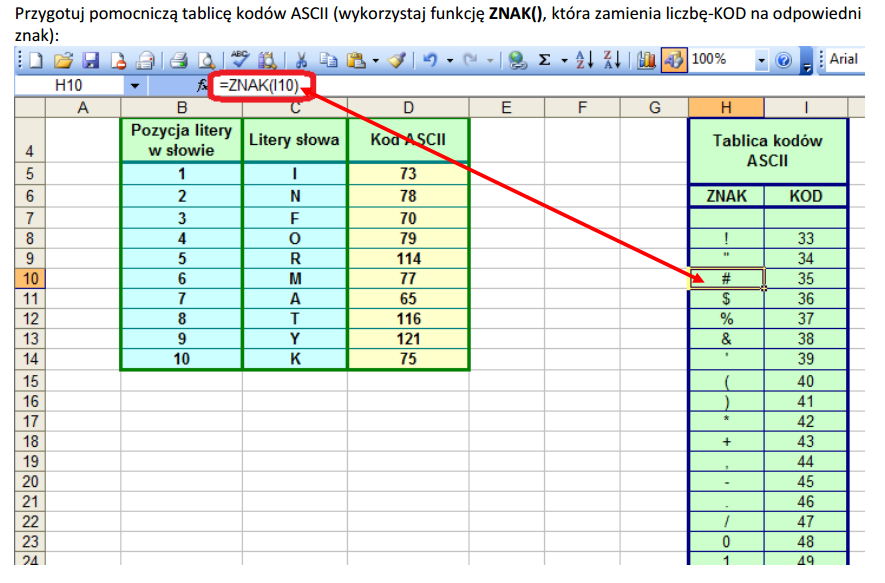 Przygotuj pomocniczą tablicę kodów ASCII (wykorzystaj funkcję ZNAK(), która zamienia liczbę-KOD na odpowiedni
znak):
ABC 100% Arial
H10 fx =ZNAK(I10)
A B C D E F G H I
4 Pozycja litery w słowie Litery słowa Kod ASCII Tablica kodów ASCII
5 1 I 73
6 2 N 78 ZNAK KOD
7 3 F 70
8 4 O 79 ! 33
9 5 R 114 " 34
10 6 M 77 # 35
11 7 A 65 $ 36
12 8 T 116 % 37
13 9 Y 121 & 38
14 10 K 75 ' 39
15 ( 40
16 ) 41
17 * 42
18 + 43
19 , 44
20 - 45
21 . 46
22 / 47
23 0 48
24 1 49